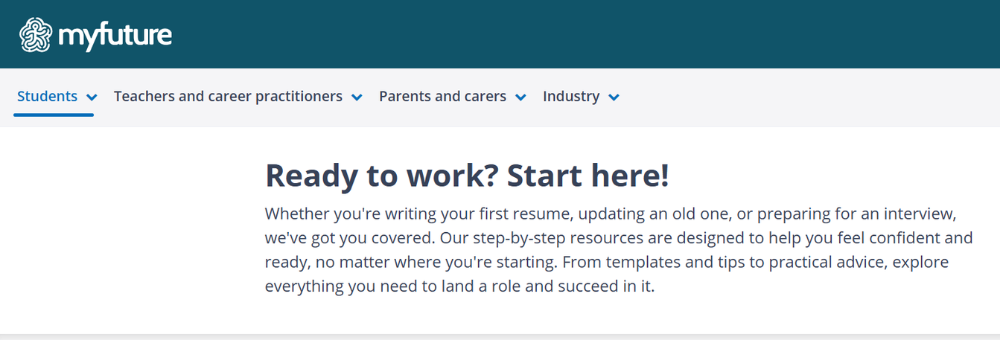 myfuture
Students
Teachers and career practitioners
Parents and carers
Industry
Ready to work? Start here!
Whether you're writing your first resume, updating an old one, or preparing for an interview,
we've got you covered. Our step-by-step resources are designed to help you feel confident and
ready, no matter where you're starting. From templates and tips to practical advice, explore
everything you need to land a role and succeed in it.